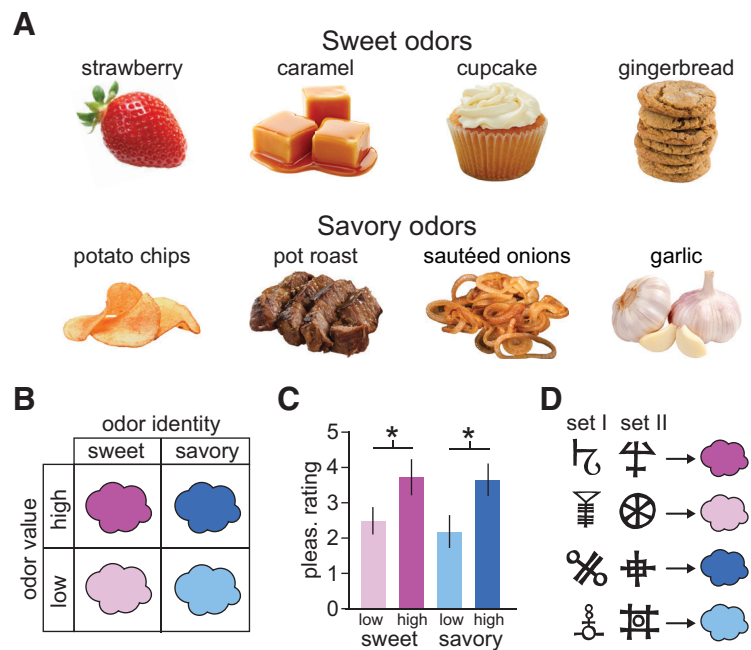 A
Sweet odors
strawberry caramel cupcake gingerbread
Savory odors
potato chips pot roast sautéed onions garlic
B
odor identity
sweet savory
odor value
high
low
C
pleas. rating
5
4
3
2
1
0
* *
low high low high
sweet savory
D
set I set II